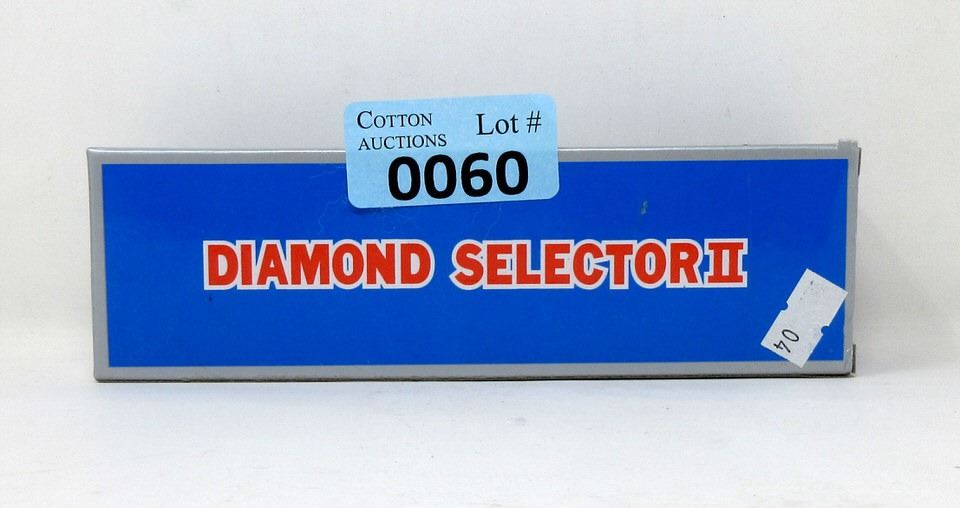 COTTON
AUCTIONS
Lot #
0060
DIAMOND SELECTOR II
04